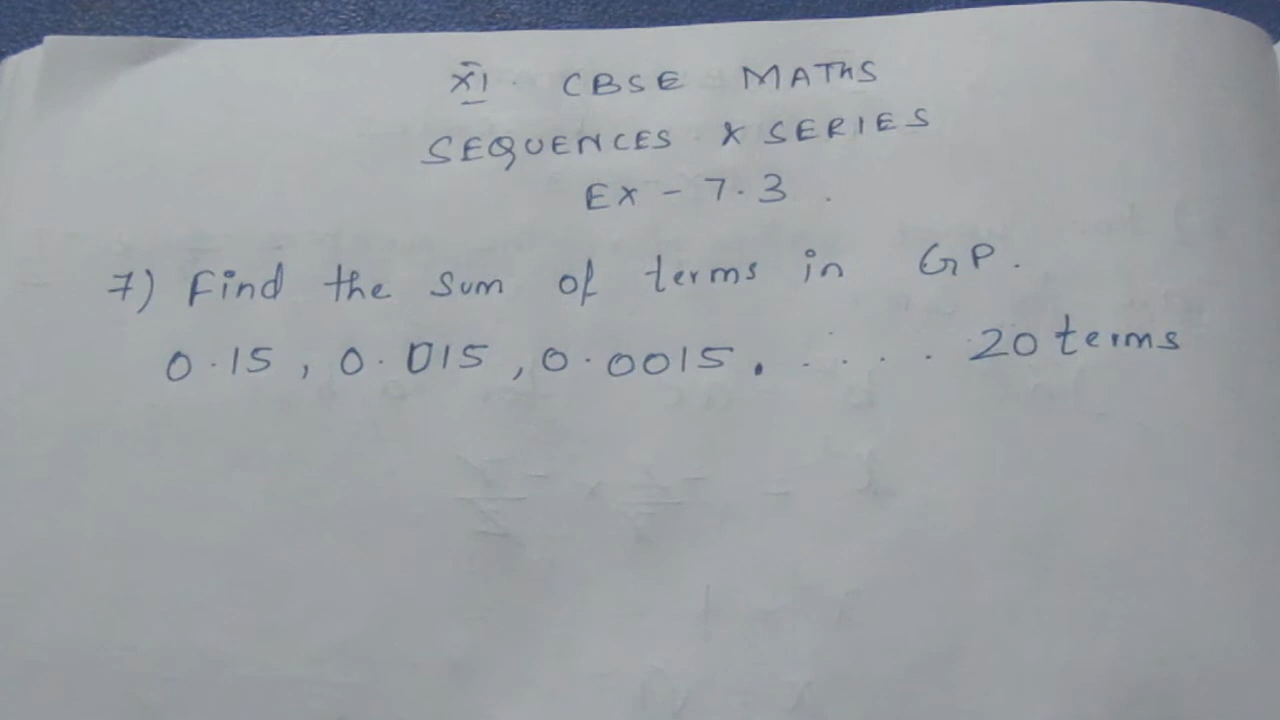 XI CBSE MATHS
SEQUENCES & SERIES
EX - 7.3.
7) Find the sum of terms in GP.
0.15, 0.015, 0.0015, . . . . . 20 terms